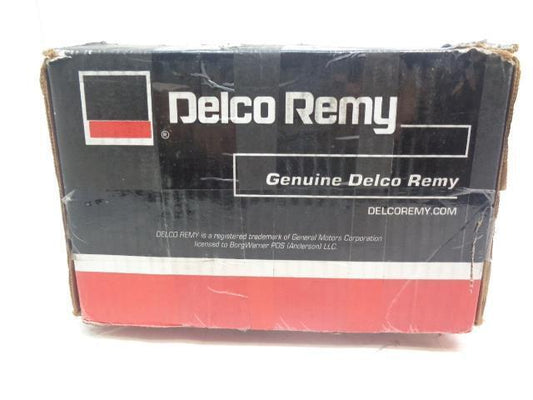 Delco Remy
®
Genuine Delco Remy
DELCOREMY.COM
DELCO REMY is a registered trademark of General Motors Corporation
licensed to BorgWarner PDS (Anderson) LLC.